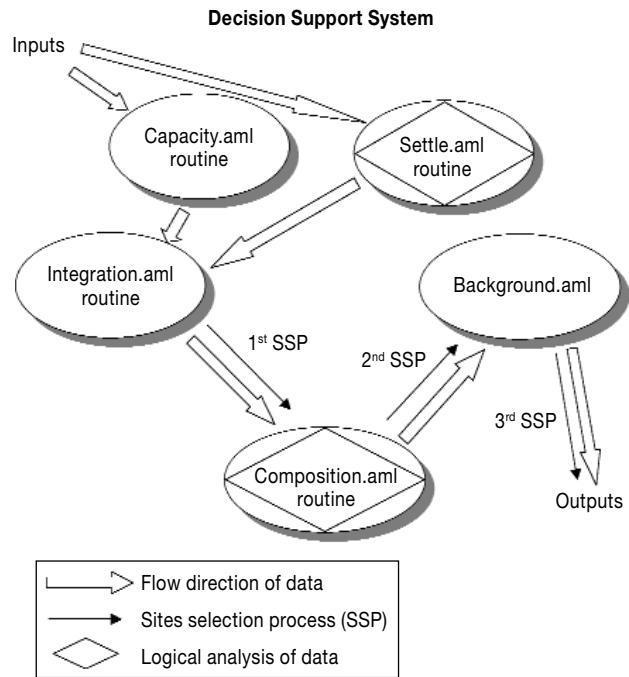 Decision Support System
Inputs
Capacity.aml
routine
Settle.aml
routine
Integration.aml
routine
Background.aml
1st SSP
2nd SSP
3rd SSP
Composition.aml
routine
Outputs
Flow direction of data
Sites selection process (SSP)
Logical analysis of data